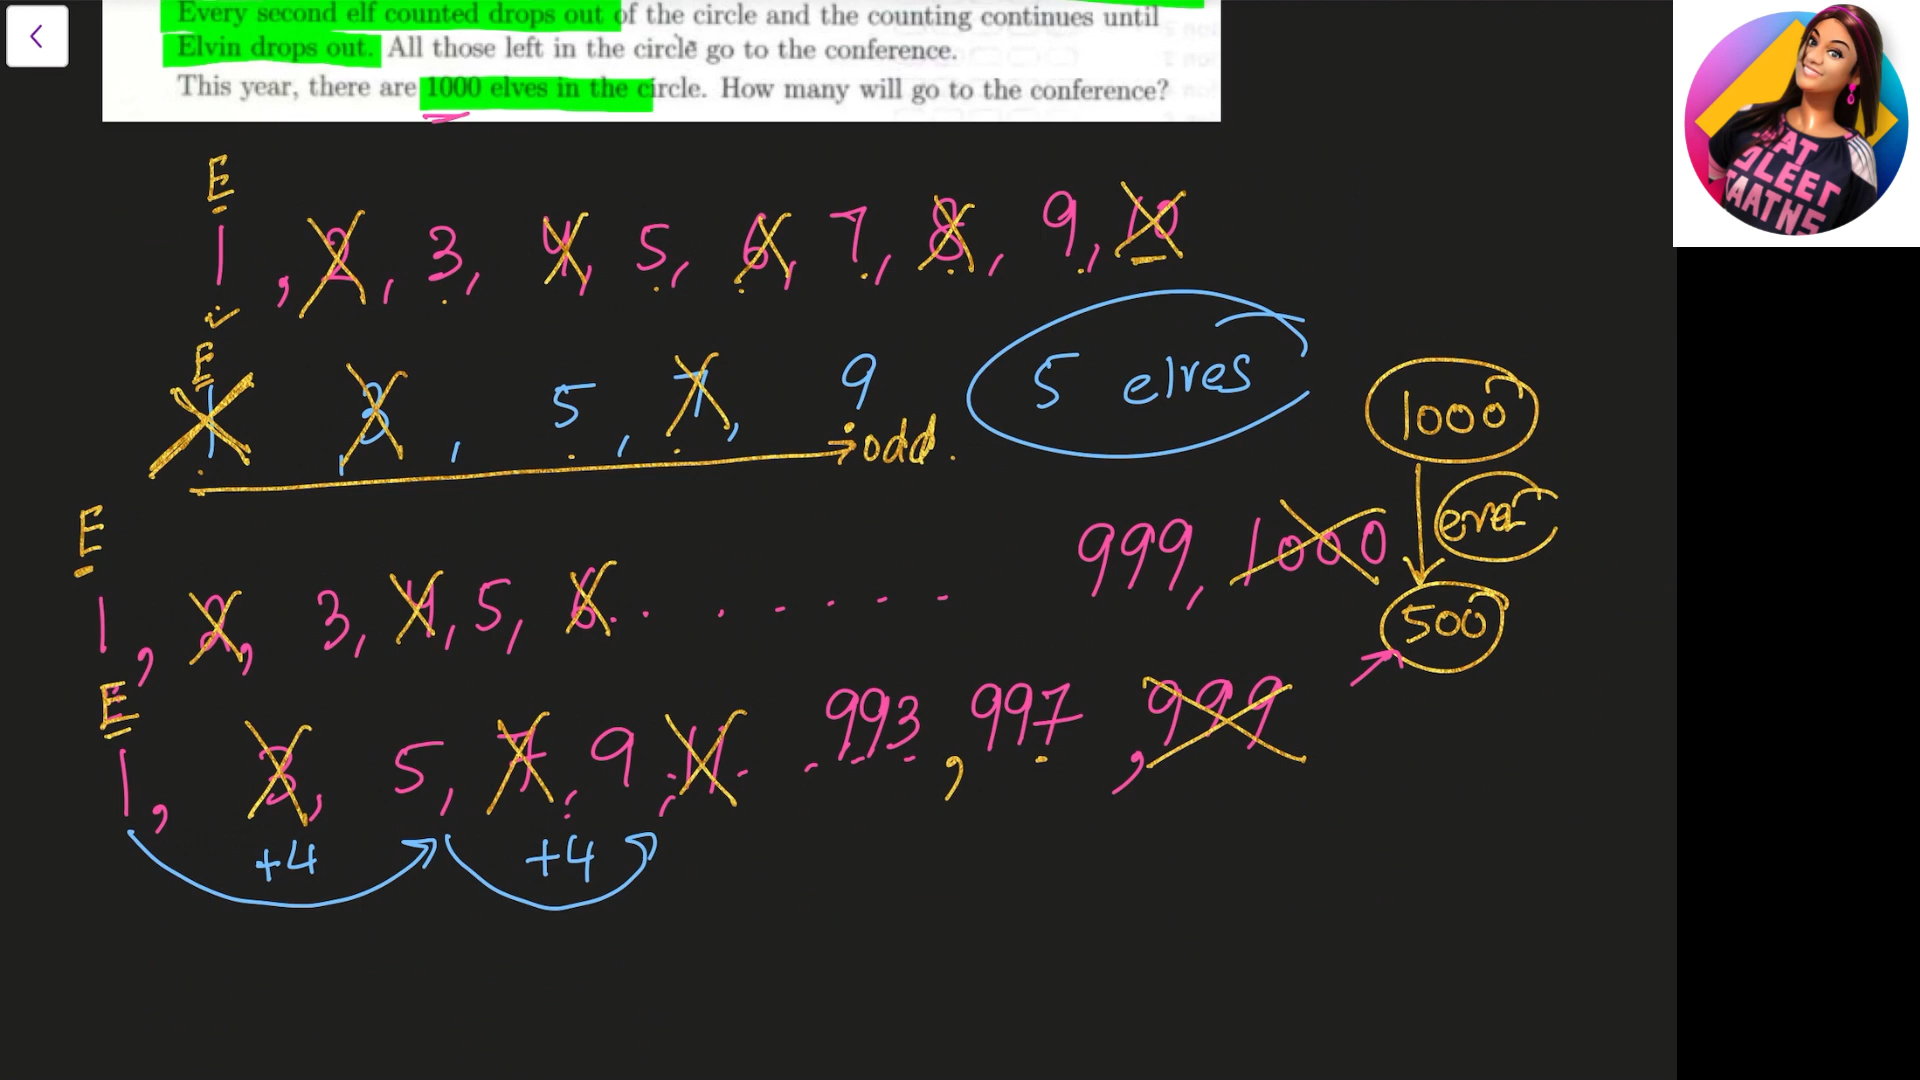 Every second elf counted drops out of the circle and the counting continues until
Elvin drops out. All those left in the circle go to the conference.
This year, there are 1000 elves in the circle. How many will go to the conference?
E
1, 2, 3, 4, 5, 6, 7, 8, 9, 10
E
1 3, 5, 7, 9
odd.
5 elves
1000
even
500
E
1, 2, 3, 4, 5, 6. . . . . . . 999, 1000
E
1, 3, 5, 7, 9, 11 . . . 993, 997, 999
+4 +4
EAT
SLEEP
MATHS